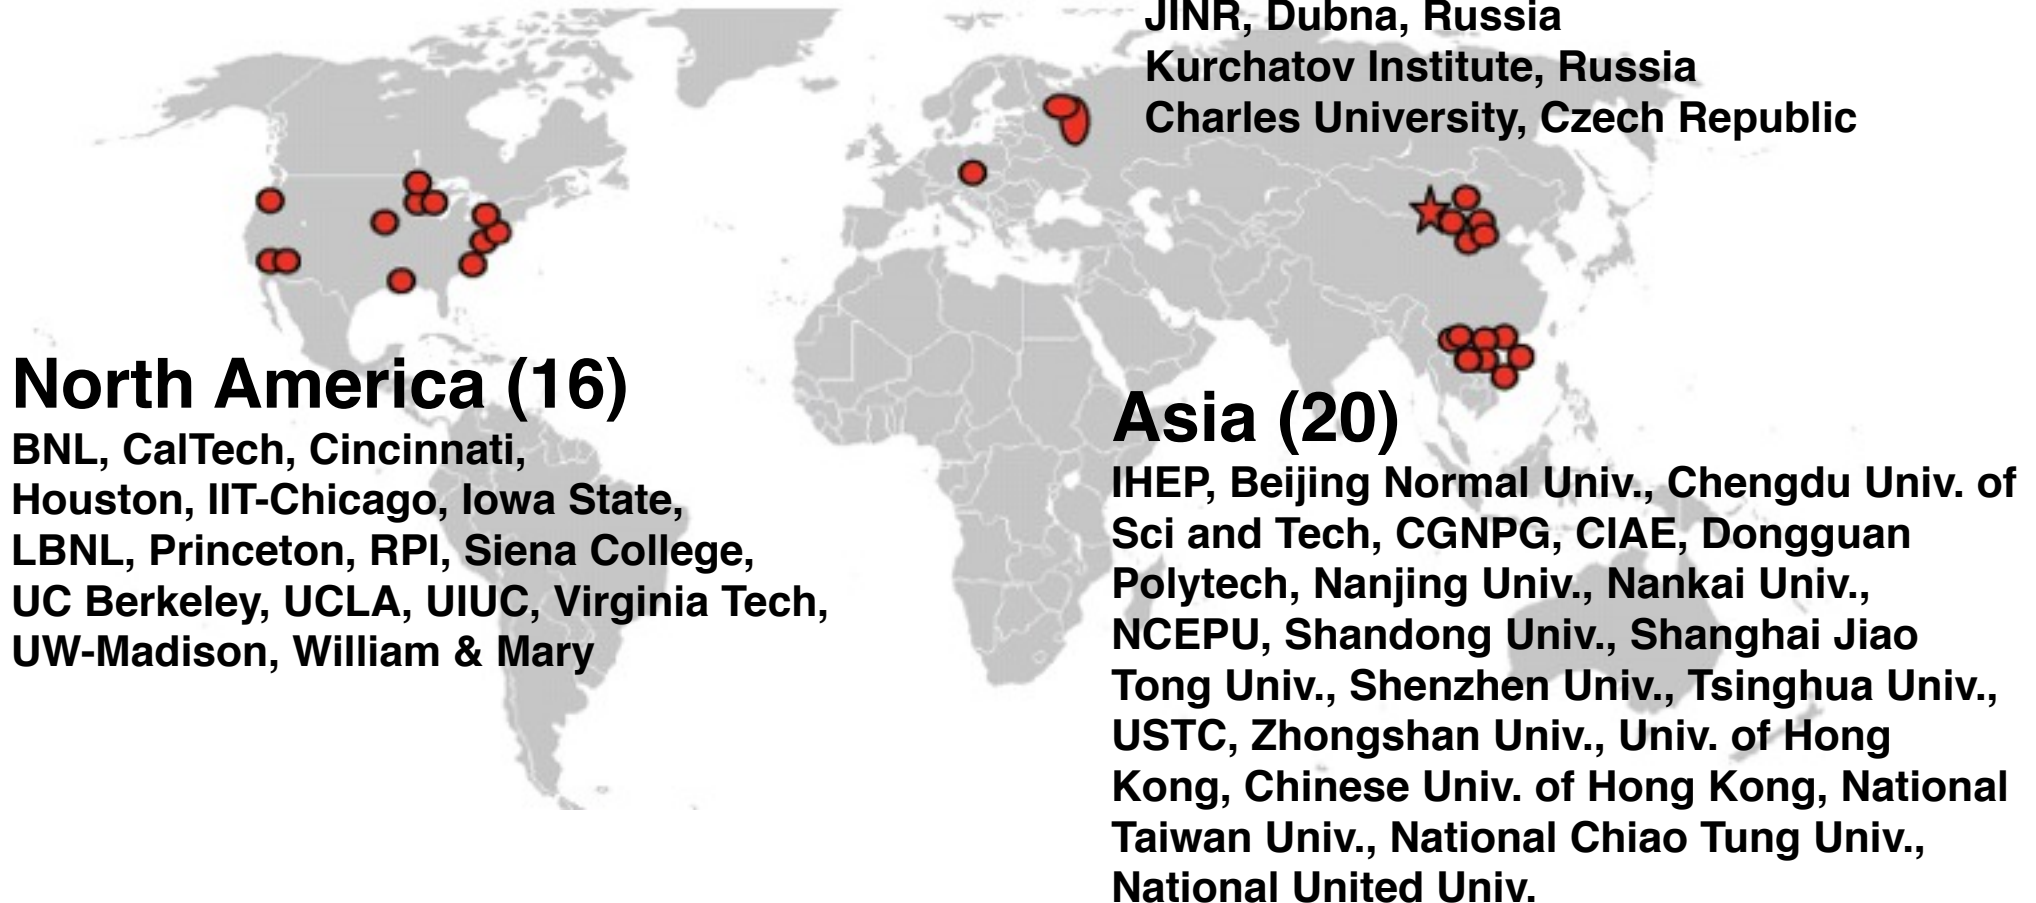 JINR, Dubna, Russia
Kurchatov Institute, Russia
Charles University, Czech Republic
North America (16)
BNL, CalTech, Cincinnati,
Houston, IIT-Chicago, Iowa State,
LBNL, Princeton, RPI, Siena College,
UC Berkeley, UCLA, UIUC, Virginia Tech,
UW-Madison, William & Mary
Asia (20)
IHEP, Beijing Normal Univ., Chengdu Univ. of
Sci and Tech, CGNPG, CIAE, Dongguan
Polytech, Nanjing Univ., Nankai Univ.,
NCEPU, Shandong Univ., Shanghai Jiao
Tong Univ., Shenzhen Univ., Tsinghua Univ.,
USTC, Zhongshan Univ., Univ. of Hong
Kong, Chinese Univ. of Hong Kong, National
Taiwan Univ., National Chiao Tung Univ.,
National United Univ.